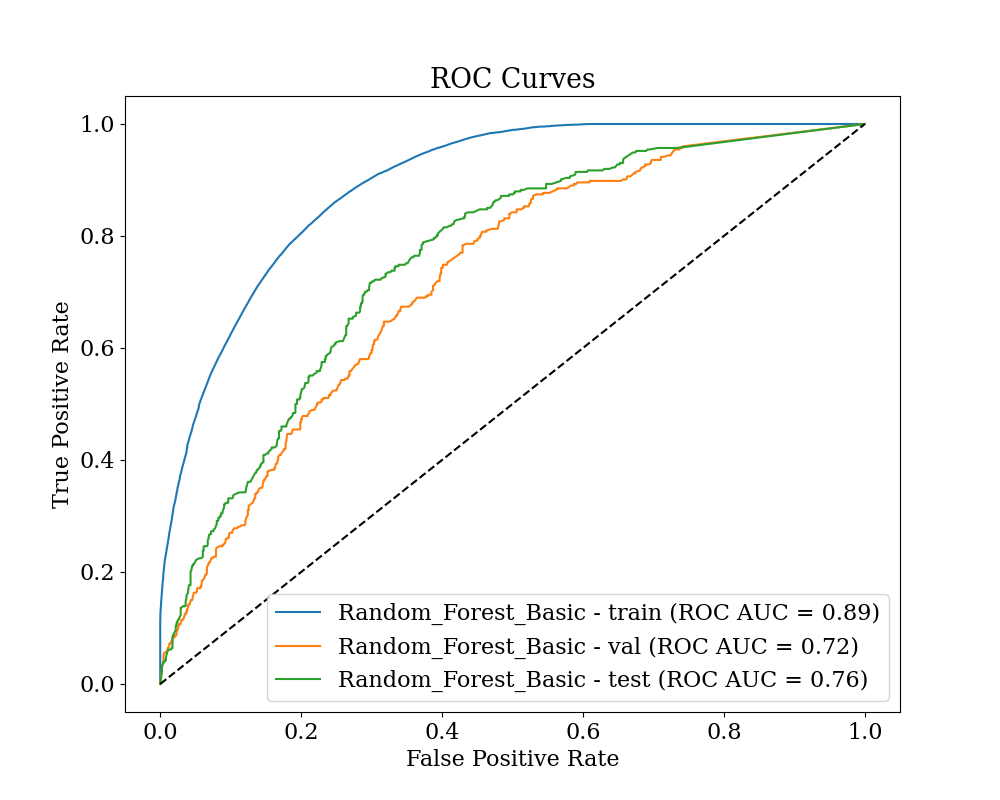 ROC Curves
True Positive Rate
1.0
0.8
0.6
0.4
0.2
0.0
Random_Forest_Basic - train (ROC AUC = 0.89)
Random_Forest_Basic - val (ROC AUC = 0.72)
Random_Forest_Basic - test (ROC AUC = 0.76)
0.0 0.2 0.4 0.6 0.8 1.0
False Positive Rate